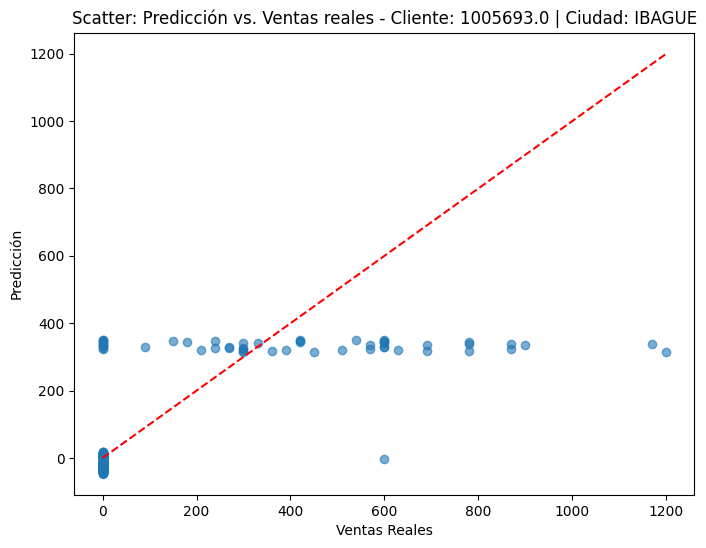 Scatter: Predicción vs. Ventas reales - Cliente: 1005693.0 | Ciudad: IBAGUE
1200
1000
800
600
400
200
0
Predicción
0 200 400 600 800 1000 1200
Ventas Reales